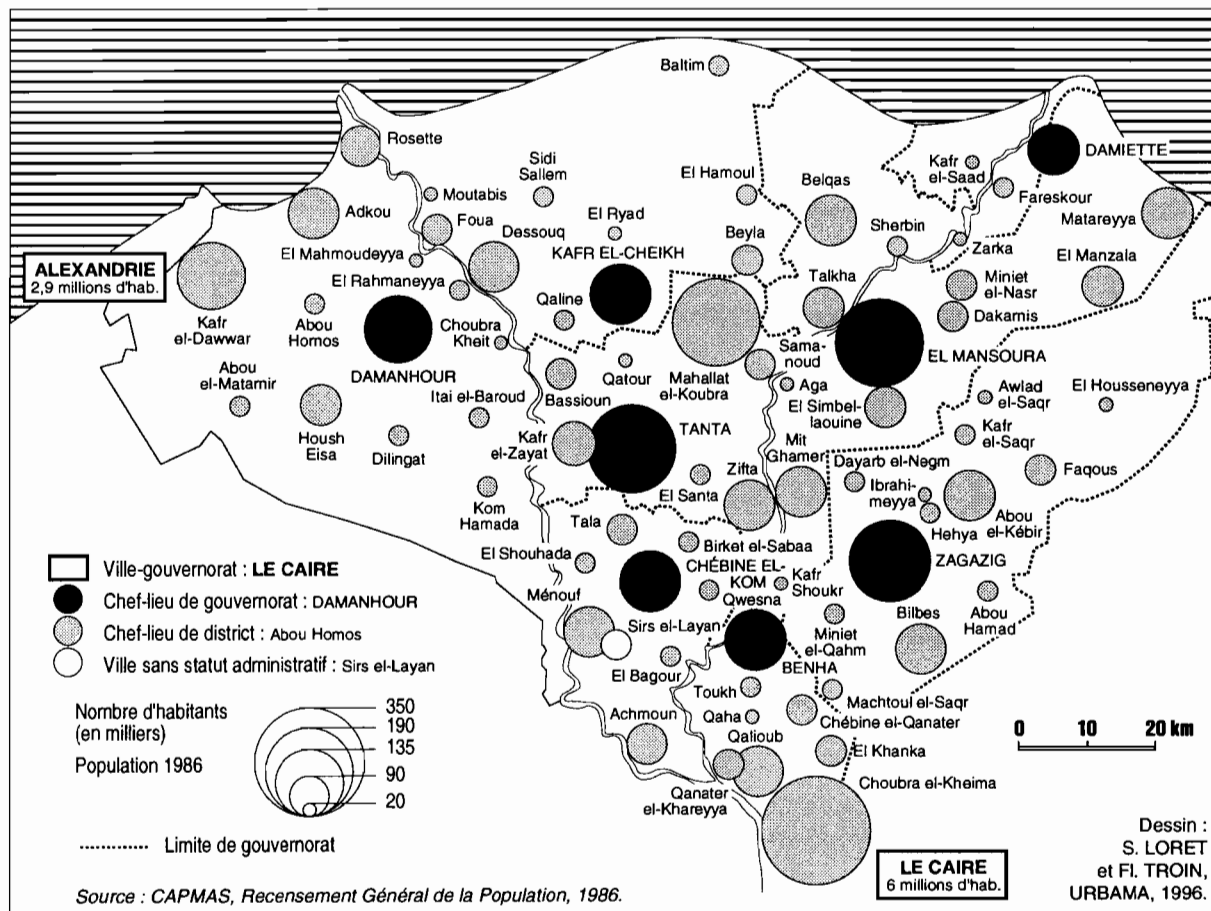 Baltim
Rosette
DAMIETTE
Kafr
el-Saad
Sidi
Sallem
Moutabis
El Hamoul
Belqas
Fareskour
Matareyya
Adkou
Foua
El Ryad
Dessouq
KAFR EL-CHEIKH
Beyla
Sherbin
Zarka
El Mahmoudeyya
El Manzala
ALEXANDRIE
2,9 millions d'hab.
El Rahmaneyya
Talkha
Miniet
el-Nasr
Qaline
Kafr
el-Dawwar
Abou
Homos
Choubra
Kheit
Dakamis
DAMANHOUR
Samanoud
EL MANSOURA
Abou
el-Matamir
Qatour
Mahallat
el-Koubra
Aga
Awlad
el-Saqr
El Housseneyya
Itai el-Baroud
Bassioun
El Simbel-
laouine
Housh
Eisa
Dilingat
Kafr
el-Zayat
TANTA
Mit
Ghamer
Kafr
el-Saqr
Zifta
Dayarb el-Negm
Faqous
El Santa
Ibrahi-
meyya
Kom
Hamada
Hehya
Abou
el-Kébir
Tala
Birket el-Sabaa
El Shouhada
CHÉBINE EL-
KOM
ZAGAZIG
Kafr
Shoukr
Qwesna
Ménouf
Abou
Hamad
Bilbes
Sirs el-Layan
Miniet
el-Qahm
El Bagour
BENHA
Toukh
Machtoul el-Saqr
Achmoun
Qaha
Chébine el-Qanater
Qalioub
El Khanka
Qanater
el-Khareyya
Choubra el-Kheima
LE CAIRE
6 millions d'hab.
Ville-gouvernorat : LE CAIRE
Chef-lieu de gouvernorat : DAMANHOUR
Chef-lieu de district : Abou Homos
Ville sans statut administratif : Sirs el-Layan
Nombre d'habitants
(en milliers)
Population 1986
350
190
135
90
20
Limite de gouvernorat
0 10 20 km
Source : CAPMAS, Recensement Général de la Population, 1986.
Dessin :
S. LORET
et Fl. TROIN,
URBAMA, 1996.